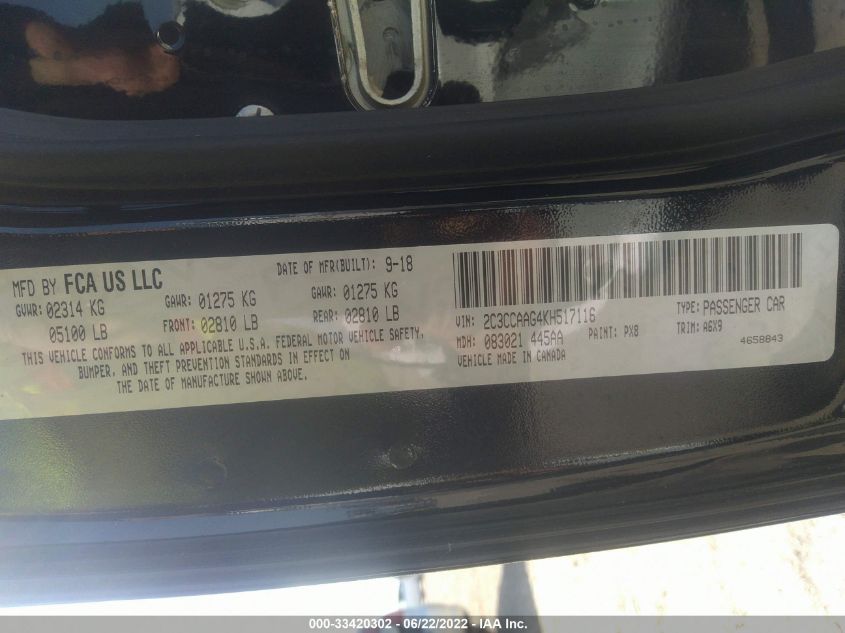 MFD BY FCA US LLC
DATE OF MFR(BUILT): 9-18
GVWR: 02314 KG
GAWR: 01275 KG
GAWR: 01275 KG
05100 LB
FRONT: 02810 LB
REAR: 02810 LB
THIS VEHICLE CONFORMS TO ALL APPLICABLE U.S.A. FEDERAL MOTOR VEHICLE SAFETY,
BUMPER, AND THEFT PREVENTION STANDARDS IN EFFECT ON
THE DATE OF MANUFACTURE SHOWN ABOVE.
VIN: 2C3CCAAG4KH517116
TYPE: PASSENGER CAR
MDH: 083021 445AA
PAINT: PX8
TRIM: A6X9
VEHICLE MADE IN CANADA
4658843
000-33420302 - 06/22/2022 - IAAI Inc.